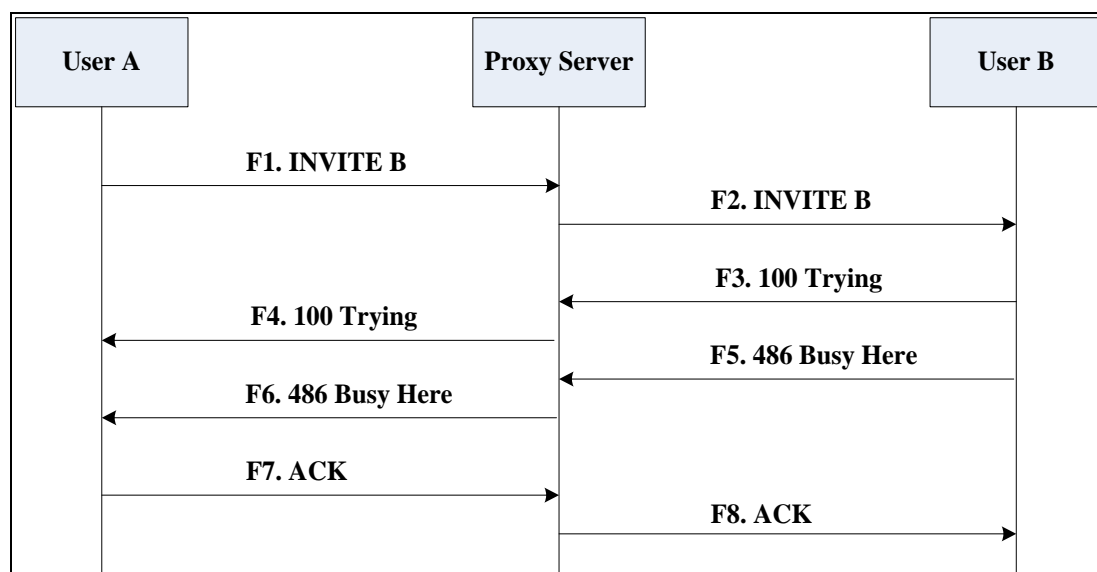 User A
Proxy Server
User B
F1. INVITE B
F2. INVITE B
F3. 100 Trying
F4. 100 Trying
F5. 486 Busy Here
F6. 486 Busy Here
F7. ACK
F8. ACK